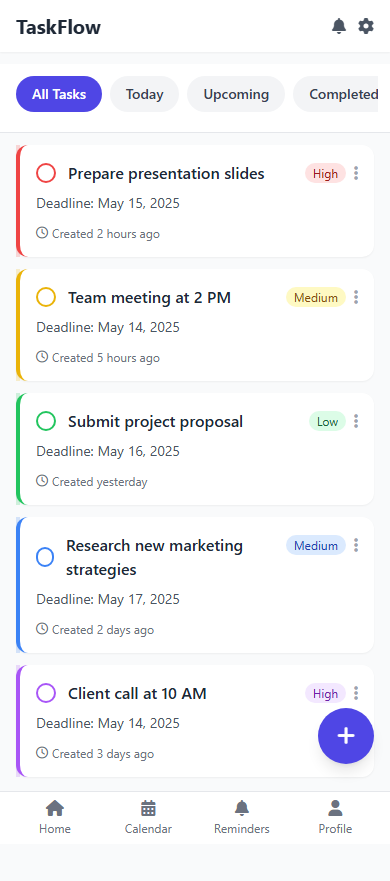 TaskFlow
All Tasks
Today
Upcoming
Completed
Prepare presentation slides
High
Deadline: May 15, 2025
Created 2 hours ago
Team meeting at 2 PM
Medium
Deadline: May 14, 2025
Created 5 hours ago
Submit project proposal
Low
Deadline: May 16, 2025
Created yesterday
Research new marketing
strategies
Medium
Deadline: May 17, 2025
Created 2 days ago
Client call at 10 AM
High
Deadline: May 14, 2025
Created 3 days ago
Home
Calendar
Reminders
Profile